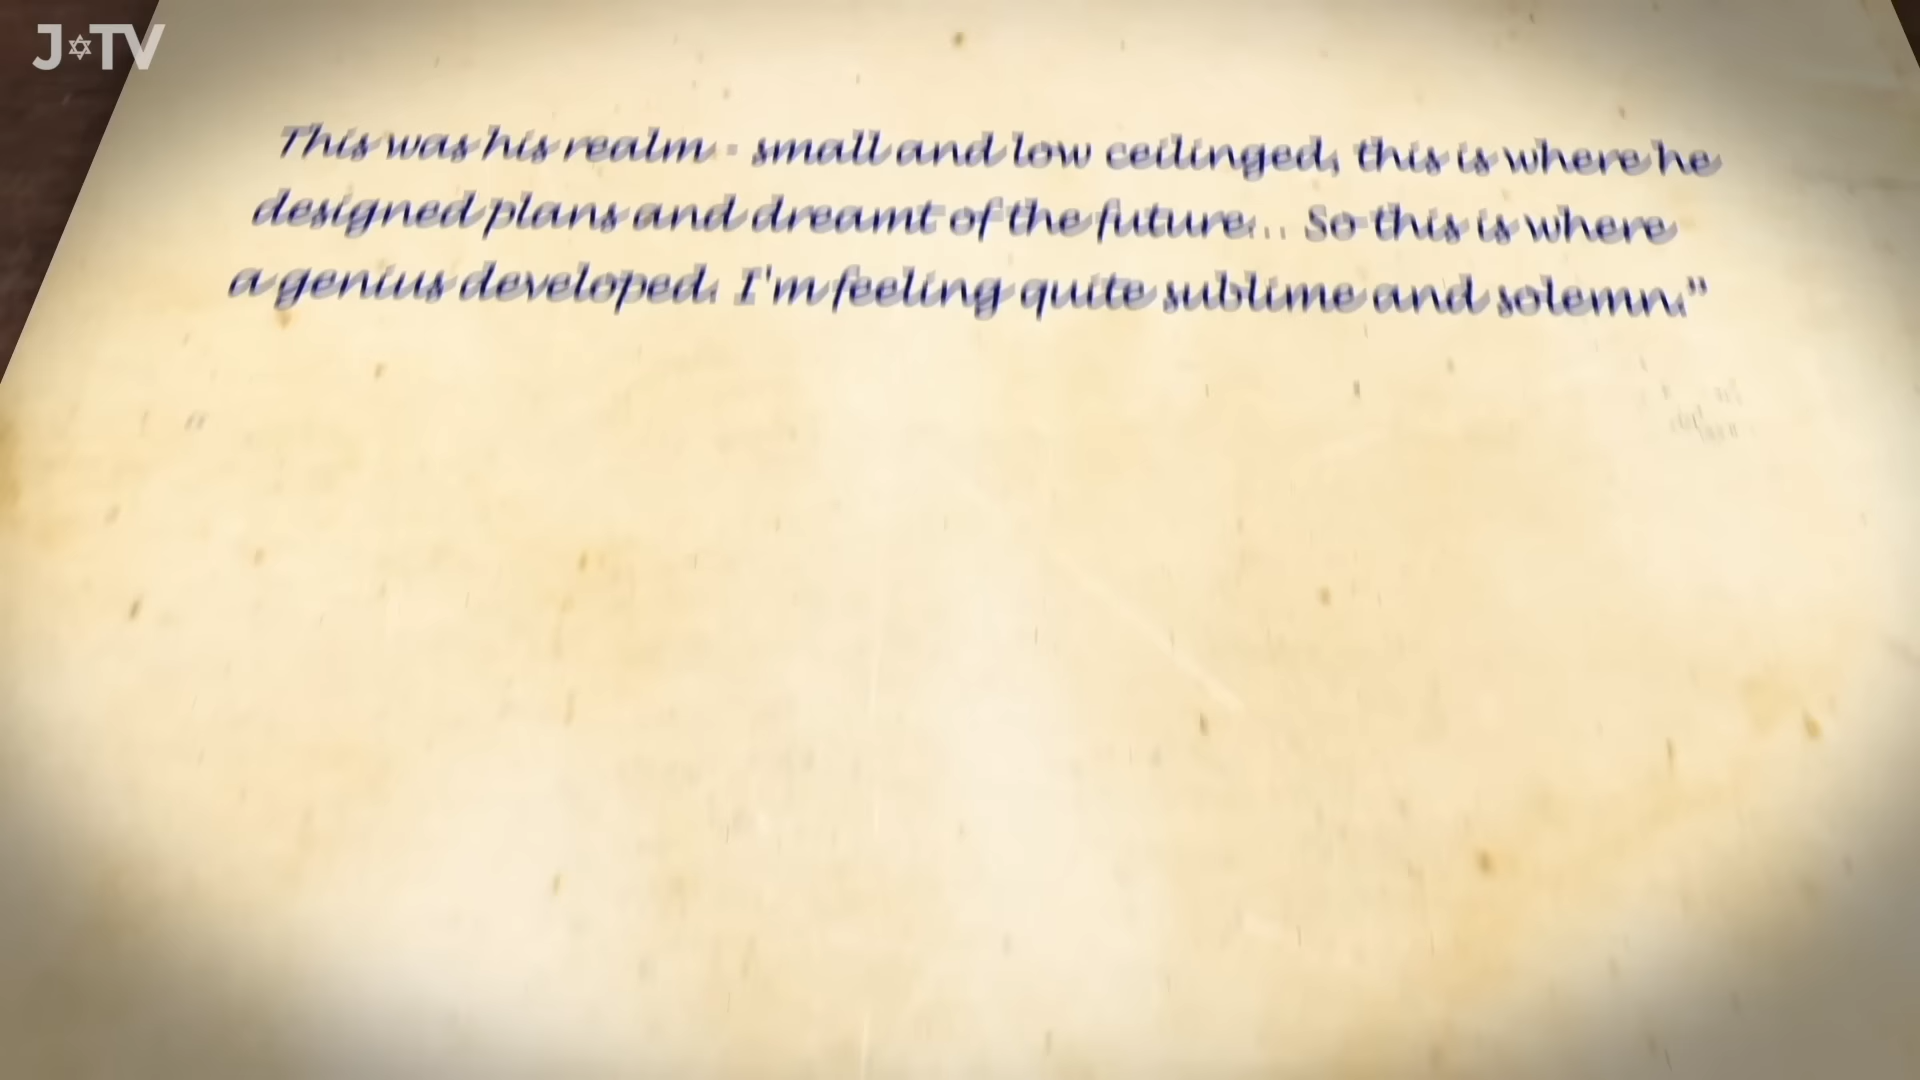 J✡TV
This was his realm - small and low ceilinged, this is where he
designed plans and dreamt of the future... So this is where
a genius developed. I'm feeling quite sublime and solemn."